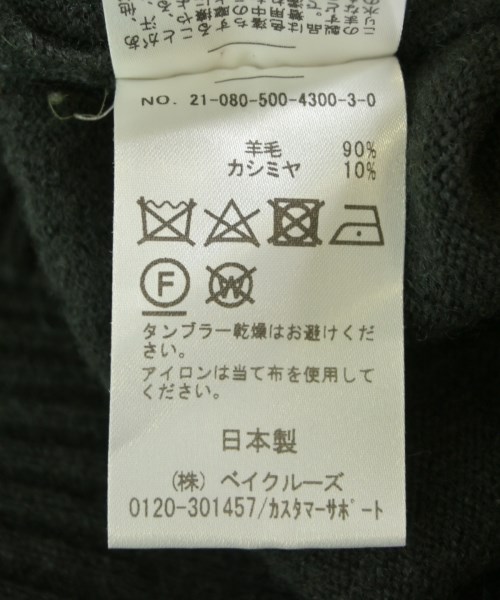 NO. 21-080-500-4300-3-0
羊毛 90%
カシミヤ 10%
F
W
タンブラー乾燥はお避けくだ
さい。
アイロンは当て布を使用して
ください。
日本製
（株）ベイクルーズ
0120-301457/ｶｽﾀﾏｰｻﾎﾟｰﾄ